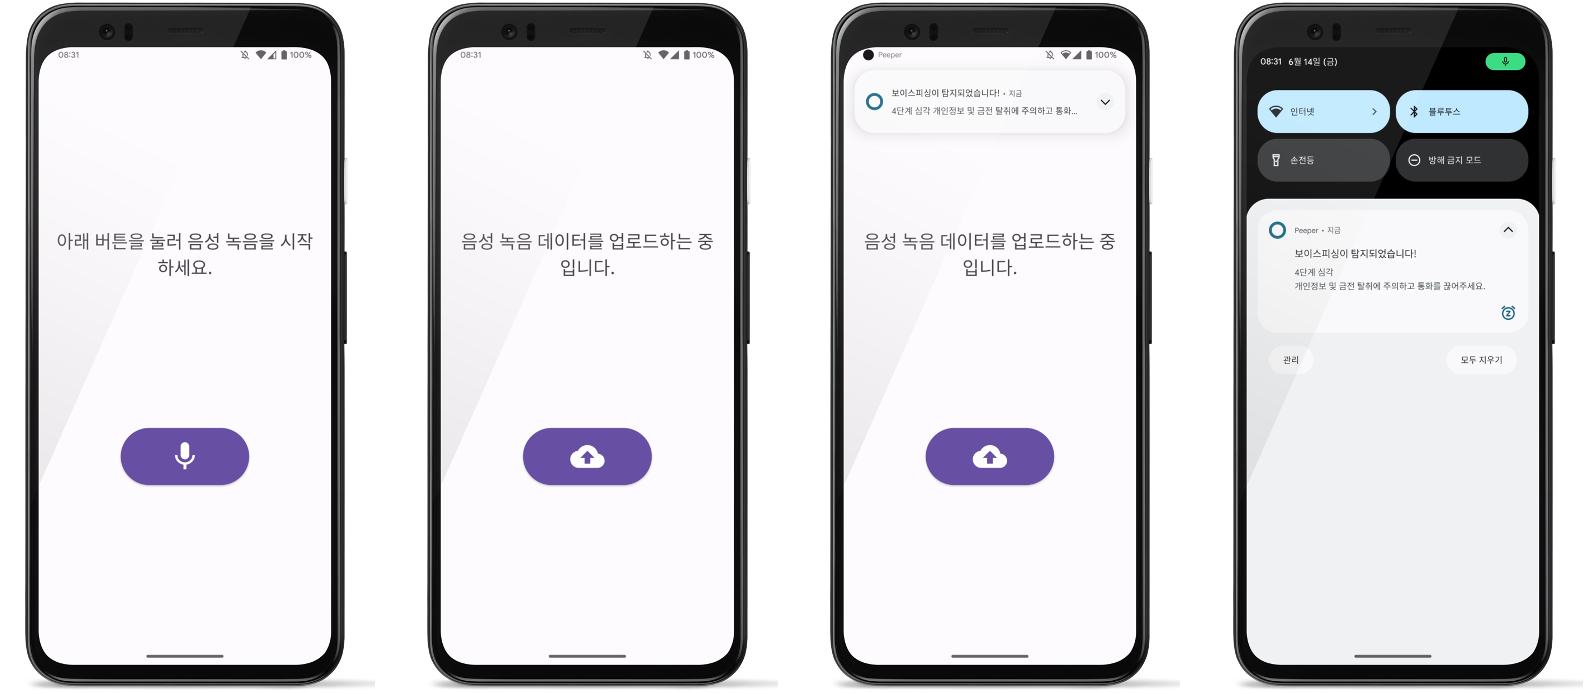 08:31
100%
아래 버튼을 눌러 음성 녹음을 시작
하세요.
08:31
100%
음성 녹음 데이터를 업로드하는 중
입니다.
Peeper
100%
보이스피싱이 탐지되었습니다! • 지금
4단계 심각 개인정보 및 금전 탈취에 주의하고 통화...
음성 녹음 데이터를 업로드하는 중
입니다.
08:31 6월 14일 (금)
인터넷
블루투스
손전등
방해 금지 모드
Peeper • 지금
보이스피싱이 탐지되었습니다!
4단계 심각
개인정보 및 금전 탈취에 주의하고 통화를 끊어주세요.
관리
모두 지우기